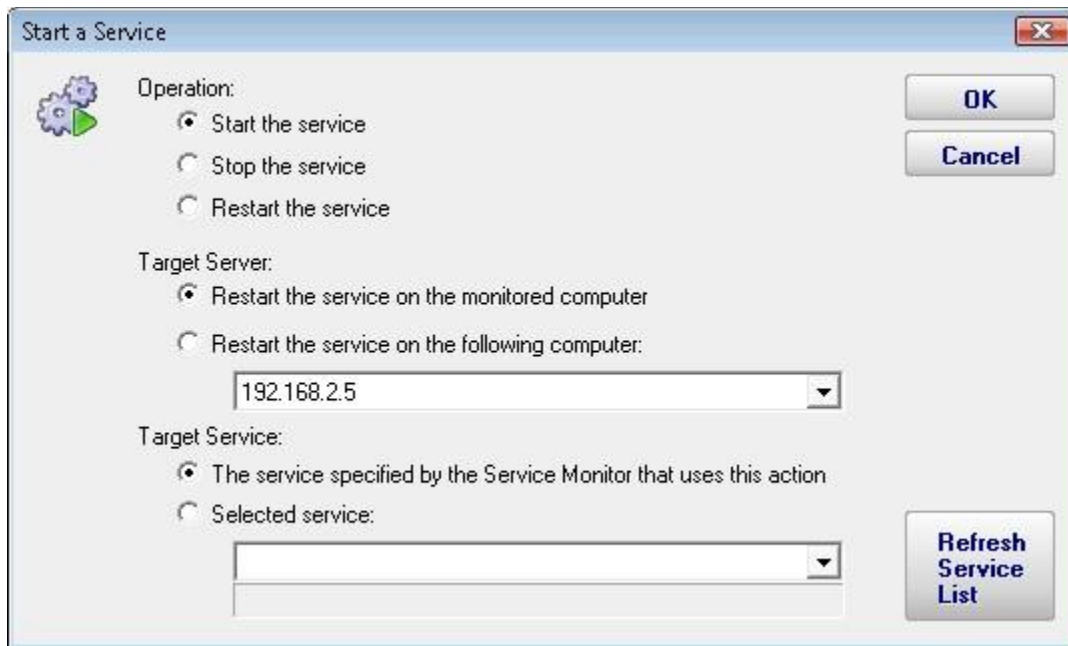 Start a Service
Operation:
Start the service
Stop the service
Restart the service
OK
Cancel
Target Server:
Restart the service on the monitored computer
Restart the service on the following computer:
192.168.2.5
Target Service:
The service specified by the Service Monitor that uses this action
Selected service:
Refresh
Service
List